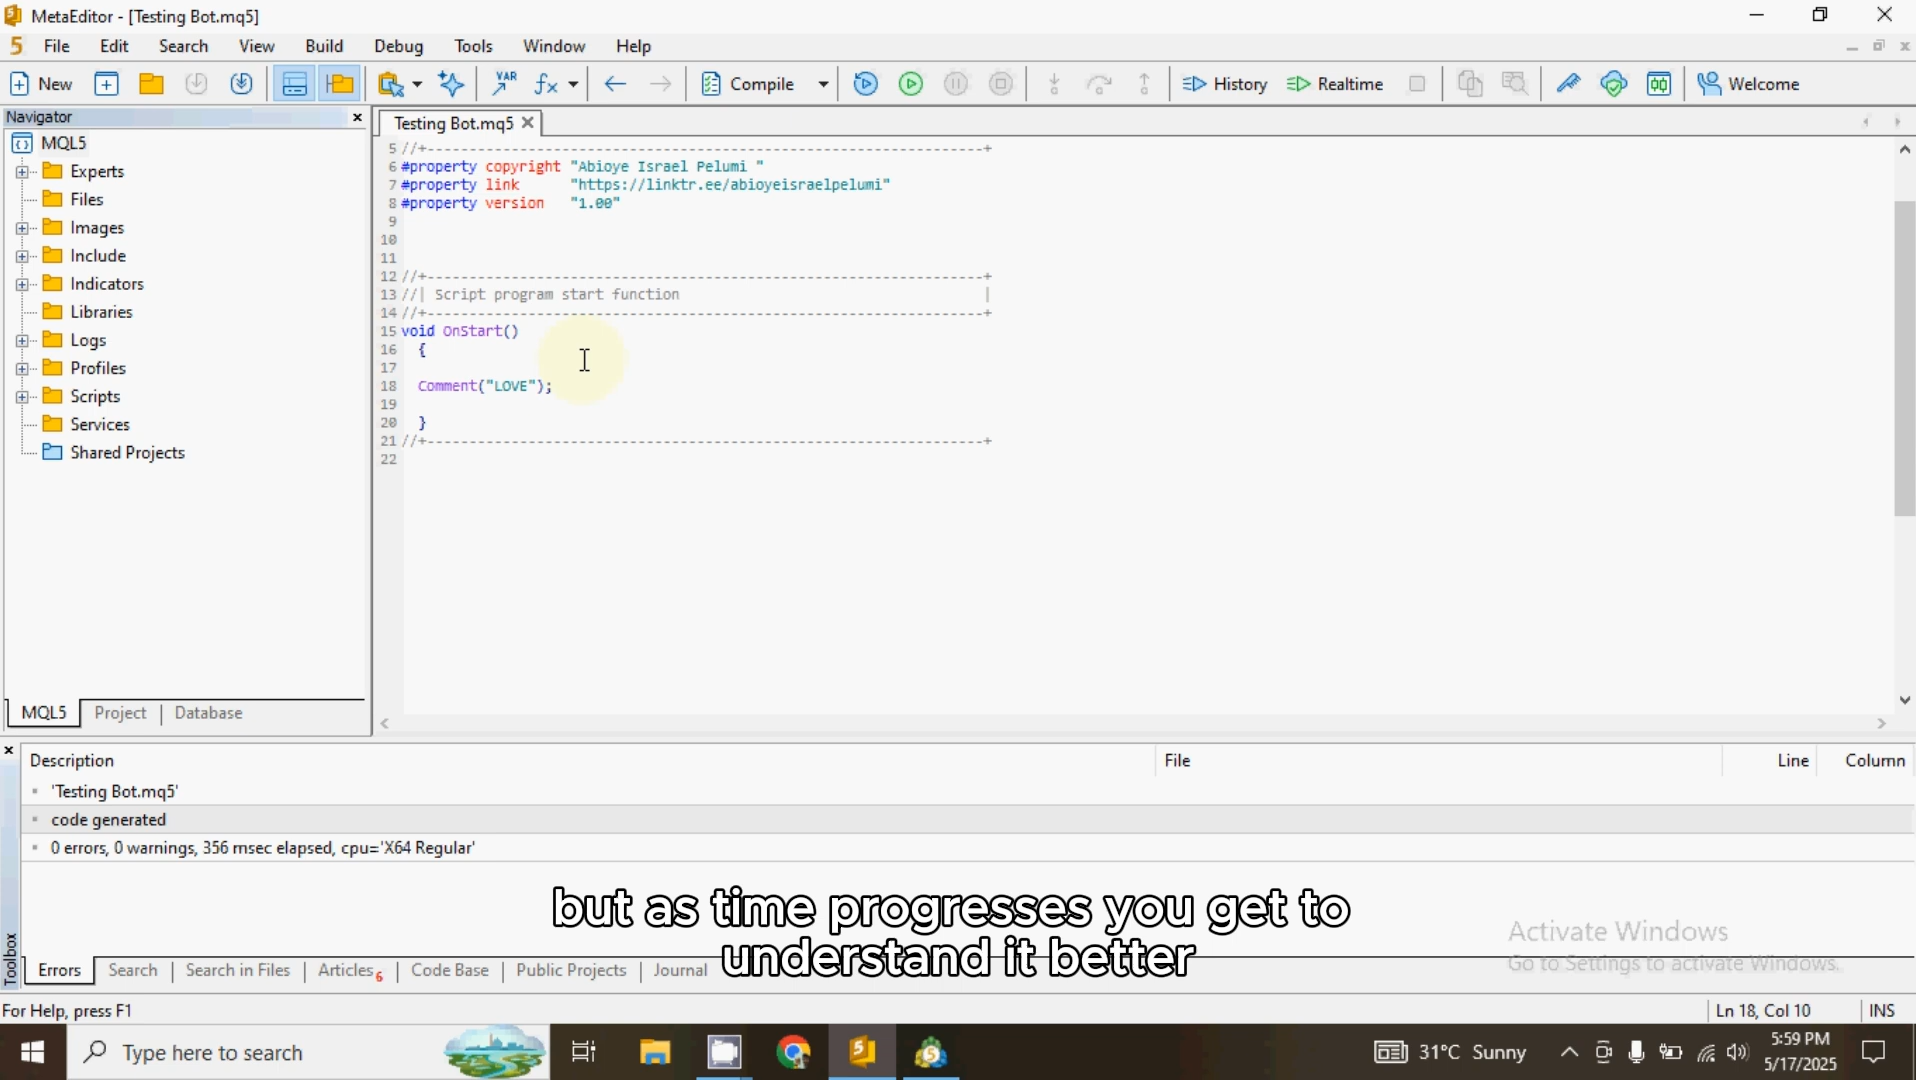 MetaEditor - [Testing Bot.mq5]
5 File Edit Search View Build Debug Tools Window Help
New VAR fx Compile History Realtime Welcome
Navigator
MQL5
Experts
Files
Images
Include
Indicators
Libraries
Logs
Profiles
Scripts
Services
Shared Projects
MQL5 Project Database
Testing Bot.mq5
5 //+------------------------------------------------------------------+
6 #property copyright "Abioye Israel Pelumi "
7 #property link "https://linktr.ee/abioyeisraelpelumi"
8 #property version "1.00"
9
10
11
12 //+------------------------------------------------------------------+
13 //| Script program start function |
14 //+------------------------------------------------------------------+
15 void OnStart()
16 {
17
18 Comment("LOVE");
19
20 }
21 //+------------------------------------------------------------------+
22
Description File Line Column
'Testing Bot.mq5'
code generated
0 errors, 0 warnings, 356 msec elapsed, cpu='X64 Regular'
but as time progresses you get to
understand it better
Activate Windows
Go to Settings to activate Windows.
Toolbox
Errors Search Search in Files Articles 6 Code Base Public Projects Journal
For Help, press F1 Ln 18, Col 10 INS
Type here to search 31°C Sunny 5:59 PM
5/17/2025